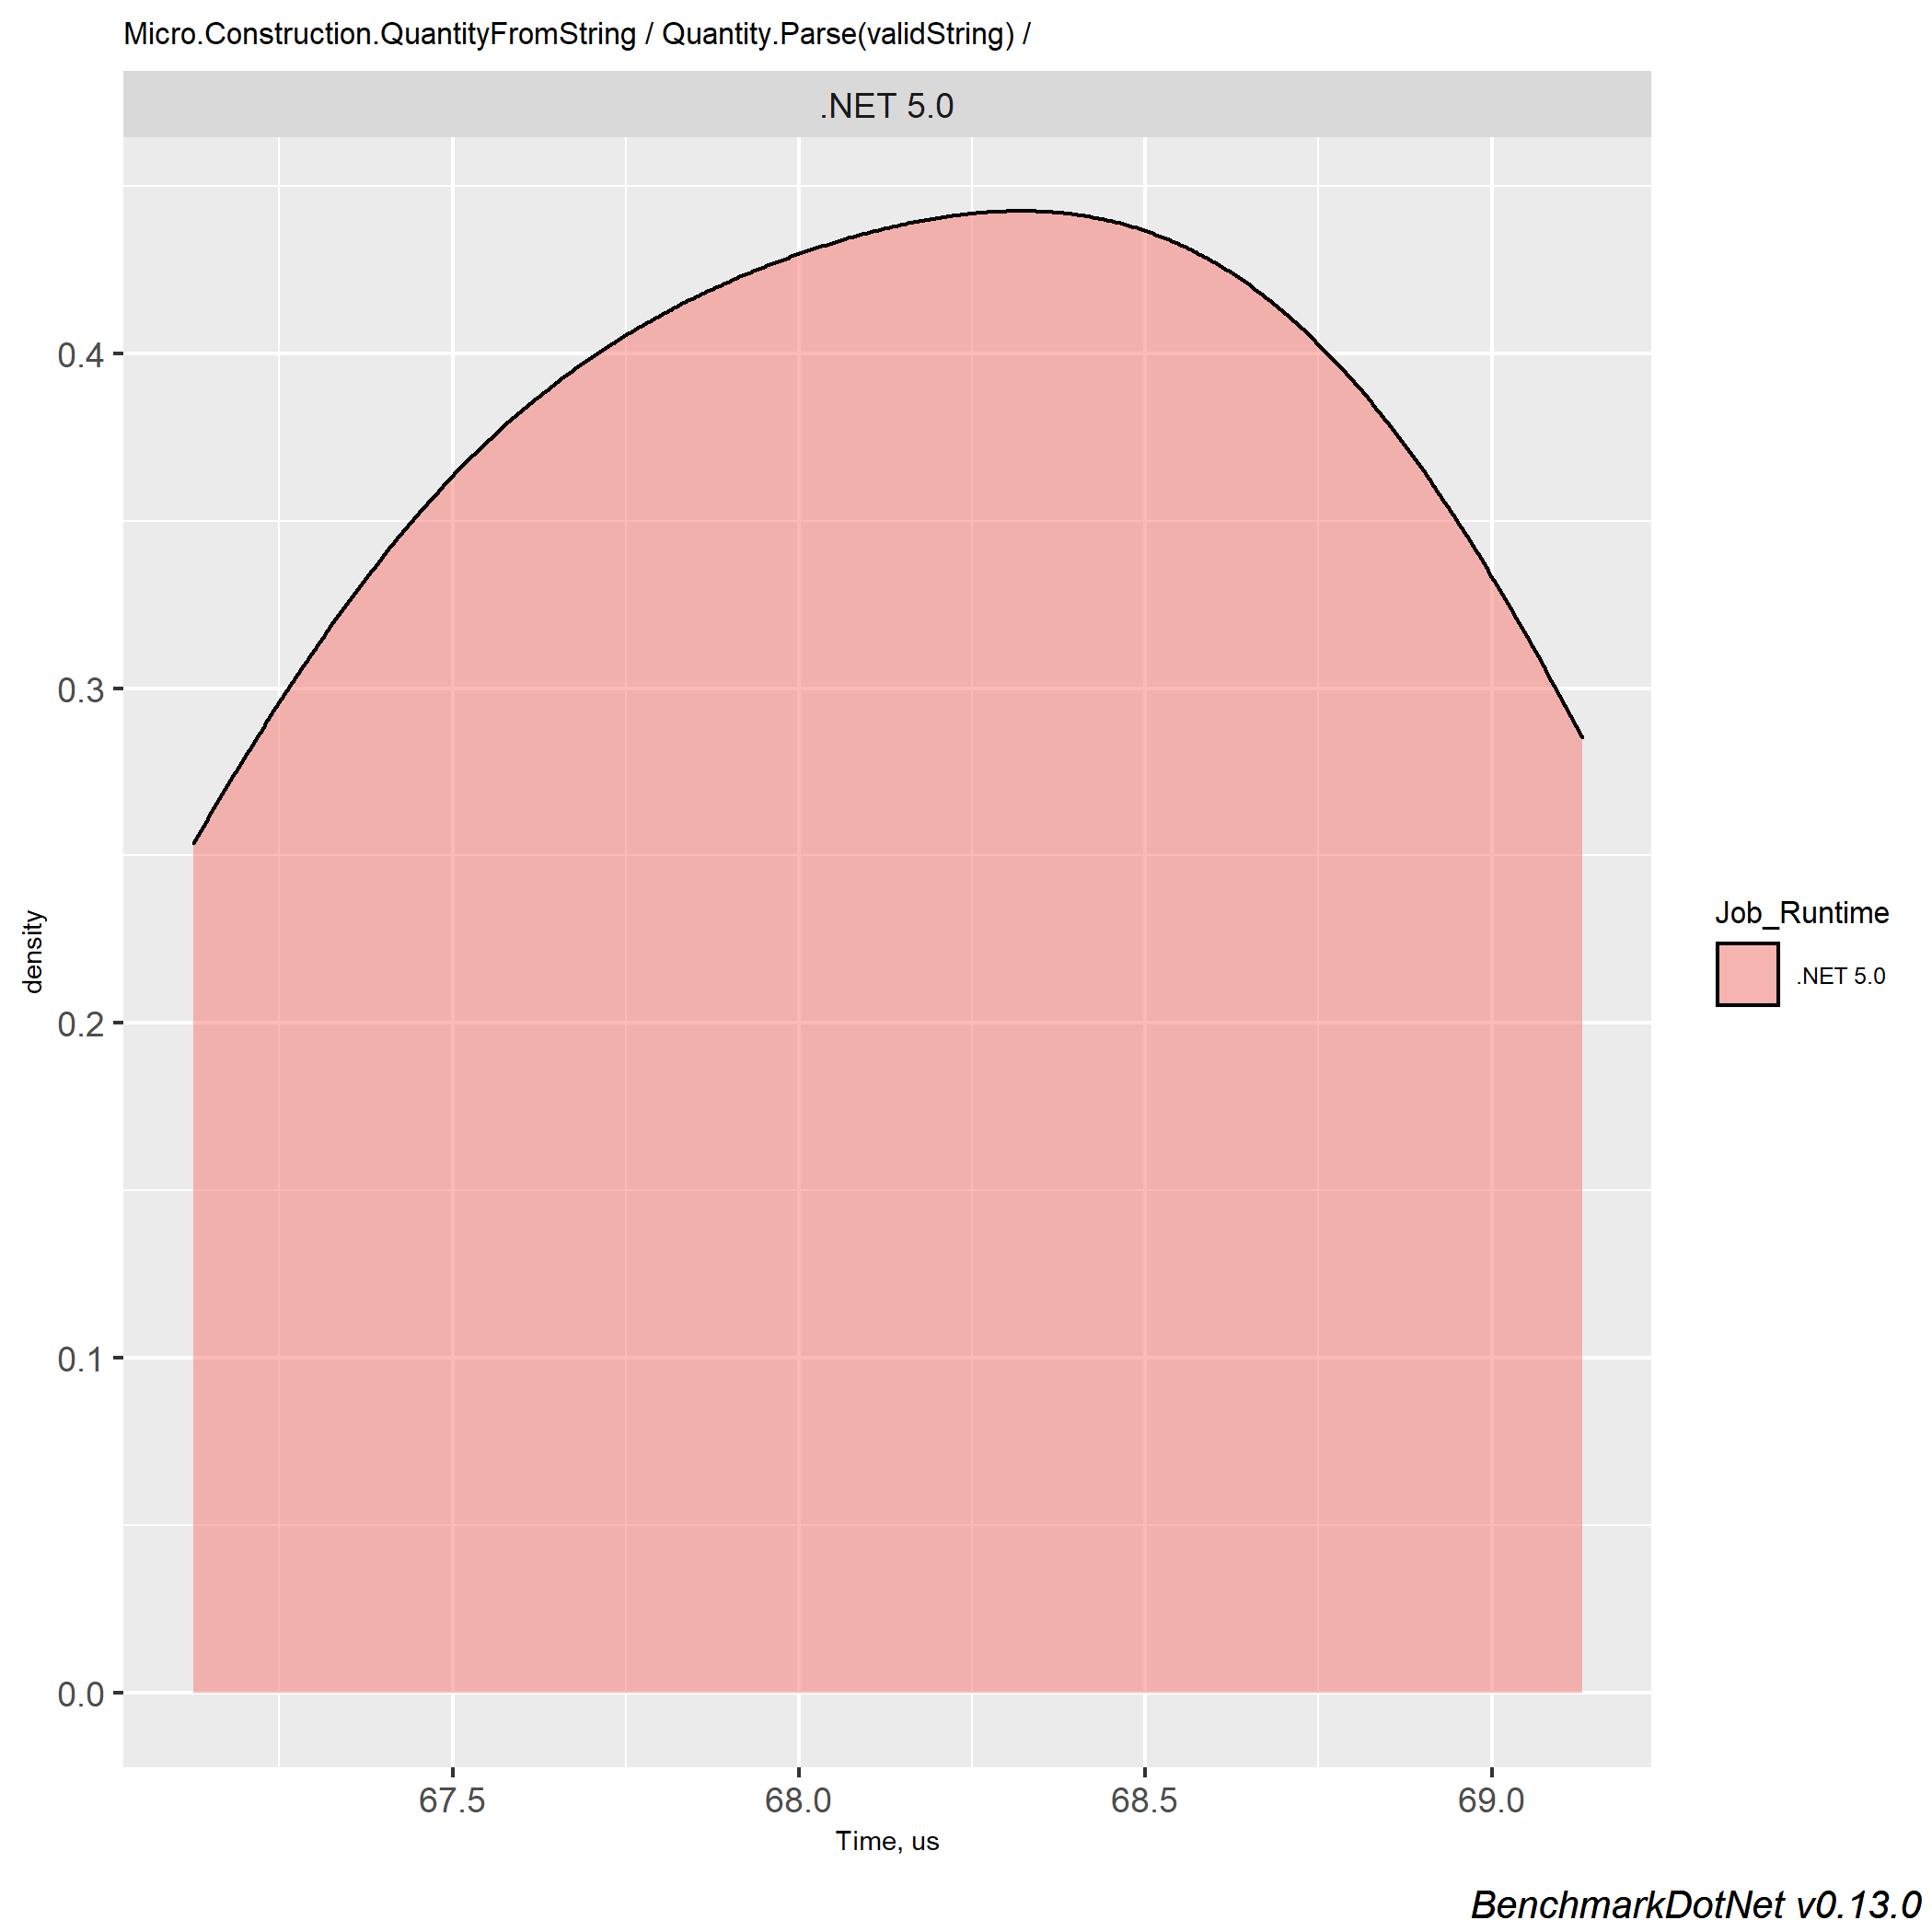 Micro.Construction.QuantityFromString / Quantity.Parse(validString) /
.NET 5.0
0.4
0.3
0.2
0.1
0.0
density
67.5 68.0 68.5 69.0
Time, us
Job_Runtime
.NET 5.0
BenchmarkDotNet v0.13.0